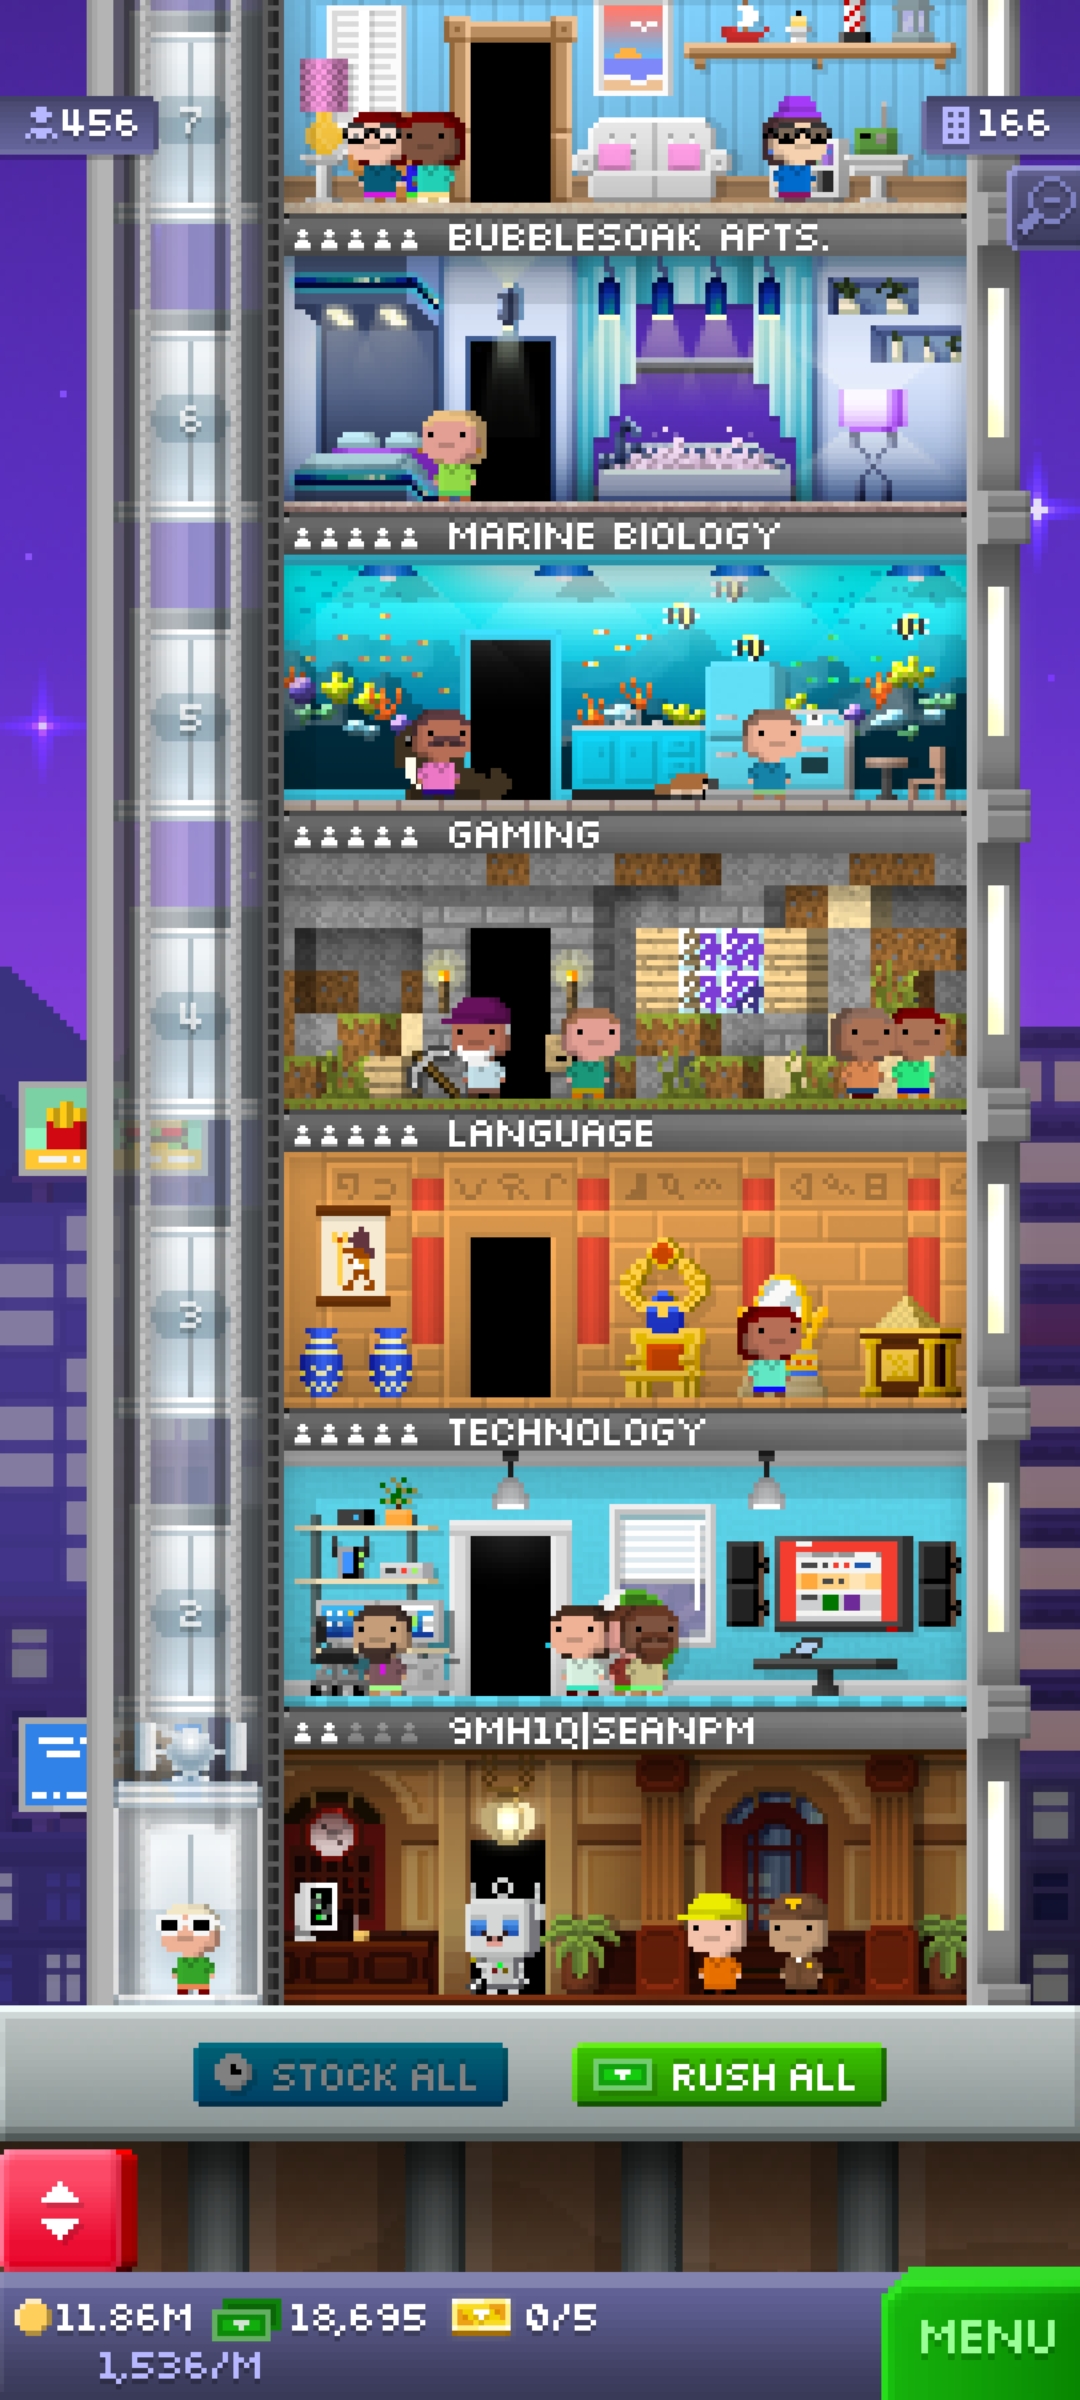 456
7
166
BUBBLESOAK APTS.
6
MARINE BIOLOGY
5
GAMING
4
LANGUAGE
3
TECHNOLOGY
2
9MH1Q|SEANPM
STOCK ALL
RUSH ALL
11.86M 18,695 0/5
1,536/M
MENU